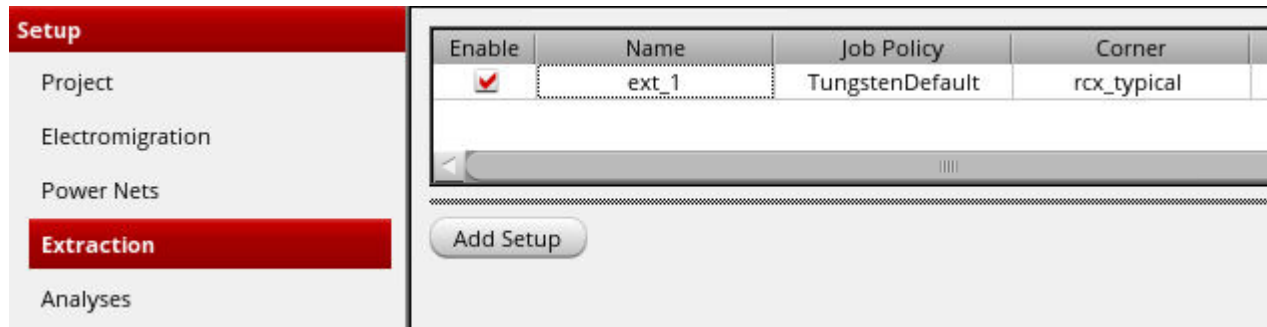 Setup
Project
Electromigration
Power Nets
Extraction
Analyses
Enable Name Job Policy Corner
ext_1 TungstenDefault rcx_typical
Add Setup